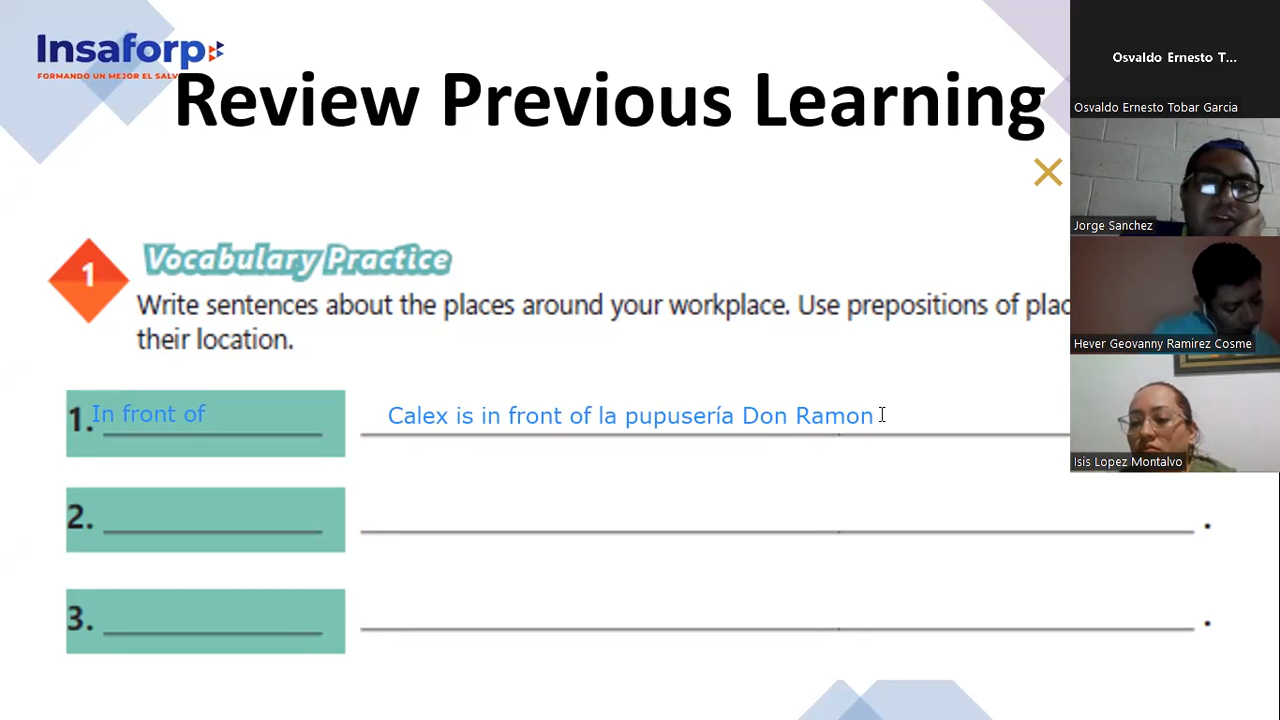 Insaforp
FORMANDO UN MEJOR EL SALV
Review Previous Learning
1 Vocabulary Practice
Write sentences about the places around your workplace. Use prepositions of
their location.
1. In front of Calex is in front of la pupusería Don Ramon
2. .
3. .
Osvaldo Ernesto T...
Osvaldo Ernesto Tobar Garcia
Jorge Sanchez
Hever Geovanny Ramirez Cosme
Isis Lopez Montalvo